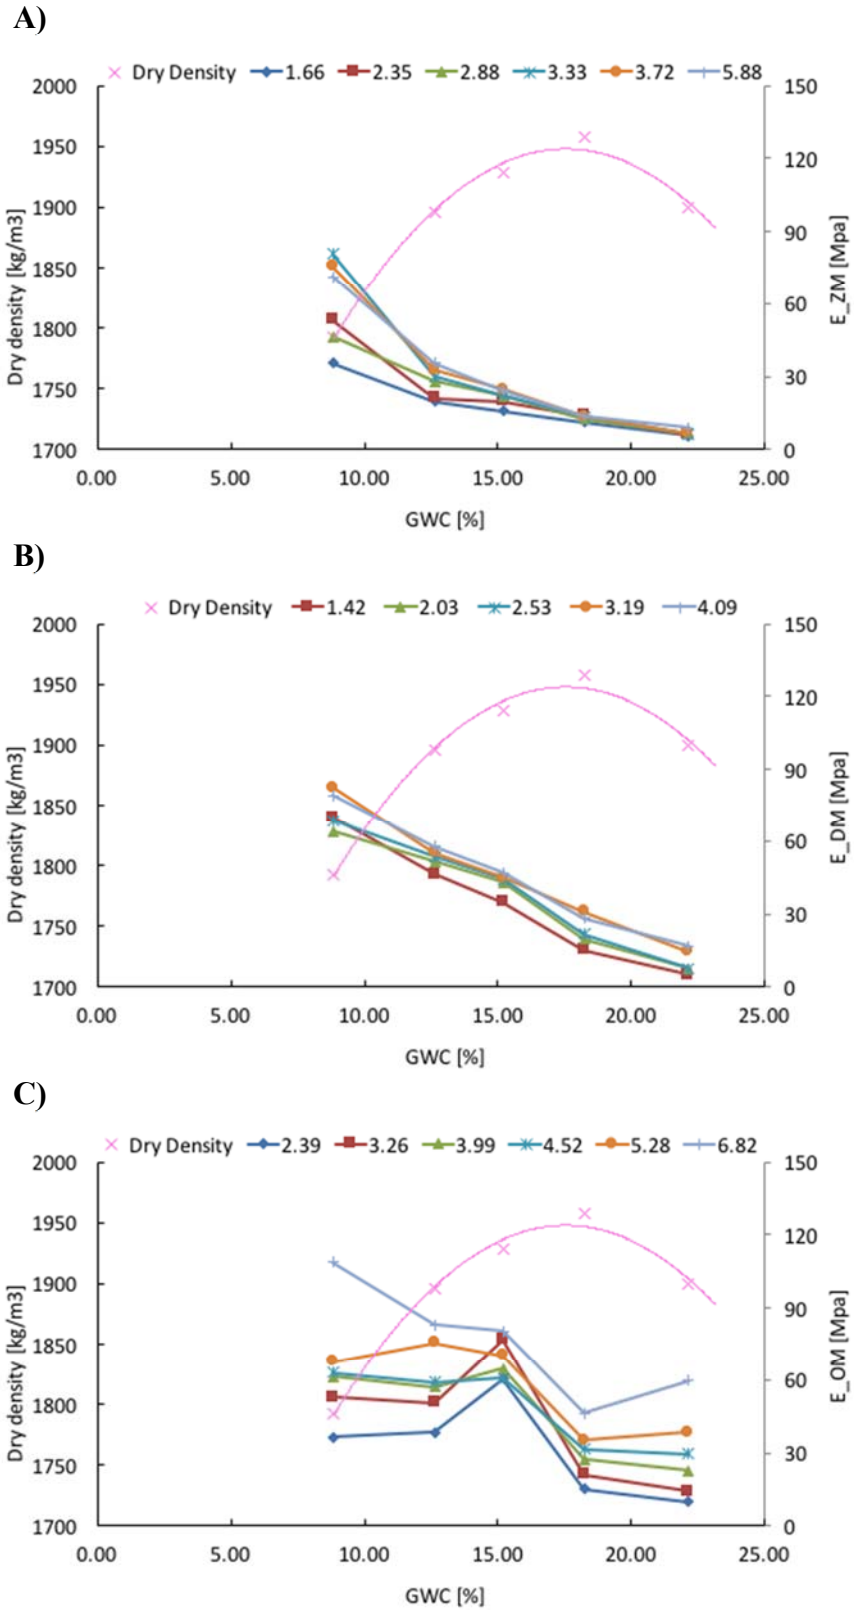 A)
Dry Density 1.66 2.35 2.88 3.33 3.72 5.88
2000 150
1950 120
1900 90
1850
1800 60
1750 30
1700 0
Dry density [kg/m3]
E_ZM [Mpa]
0.00 5.00 10.00 15.00 20.00 25.00
GWC [%]
B)
Dry Density 1.42 2.03 2.53 3.19 4.09
2000 150
1950 120
1900 90
1850
1800 60
1750 30
1700 0
Dry density [kg/m3]
E_DM [Mpa]
0.00 5.00 10.00 15.00 20.00 25.00
GWC [%]
C)
Dry Density 2.39 3.26 3.99 4.52 5.28 6.82
2000 150
1950 120
1900 90
1850
1800 60
1750 30
1700 0
Dry density [kg/m3]
E_OM [Mpa]
0.00 5.00 10.00 15.00 20.00 25.00
GWC [%]